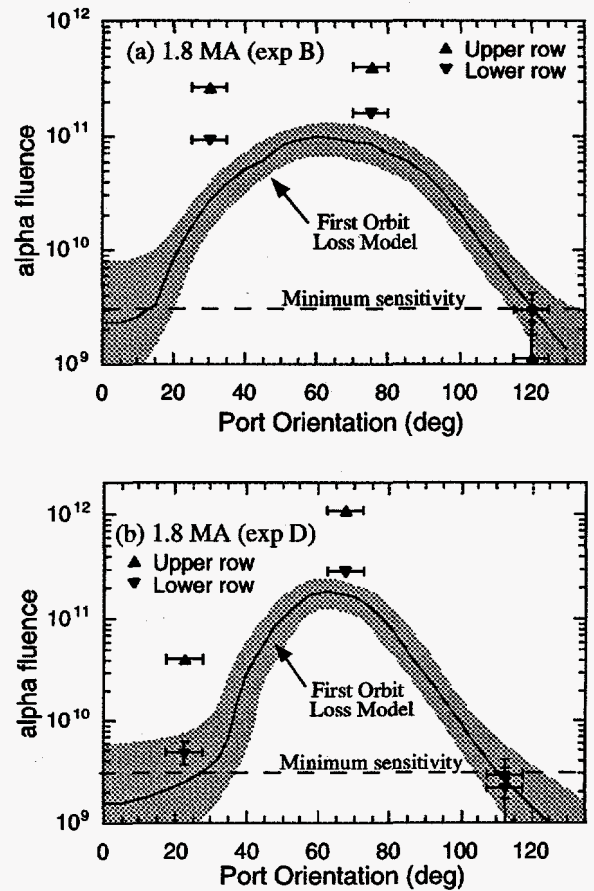 10^12
(a) 1.8 MA (exp B)
▲ Upper row
▼ Lower row
10^11
First Orbit
Loss Model
alpha fluence
10^10
Minimum sensitivity
10^9
0 20 40 60 80 100 120
Port Orientation (deg)
10^12
(b) 1.8 MA (exp D)
▲ Upper row
▼ Lower row
10^11
First Orbit
Loss Model
alpha fluence
10^10
Minimum sensitivity
10^9
0 20 40 60 80 100 120
Port Orientation (deg)